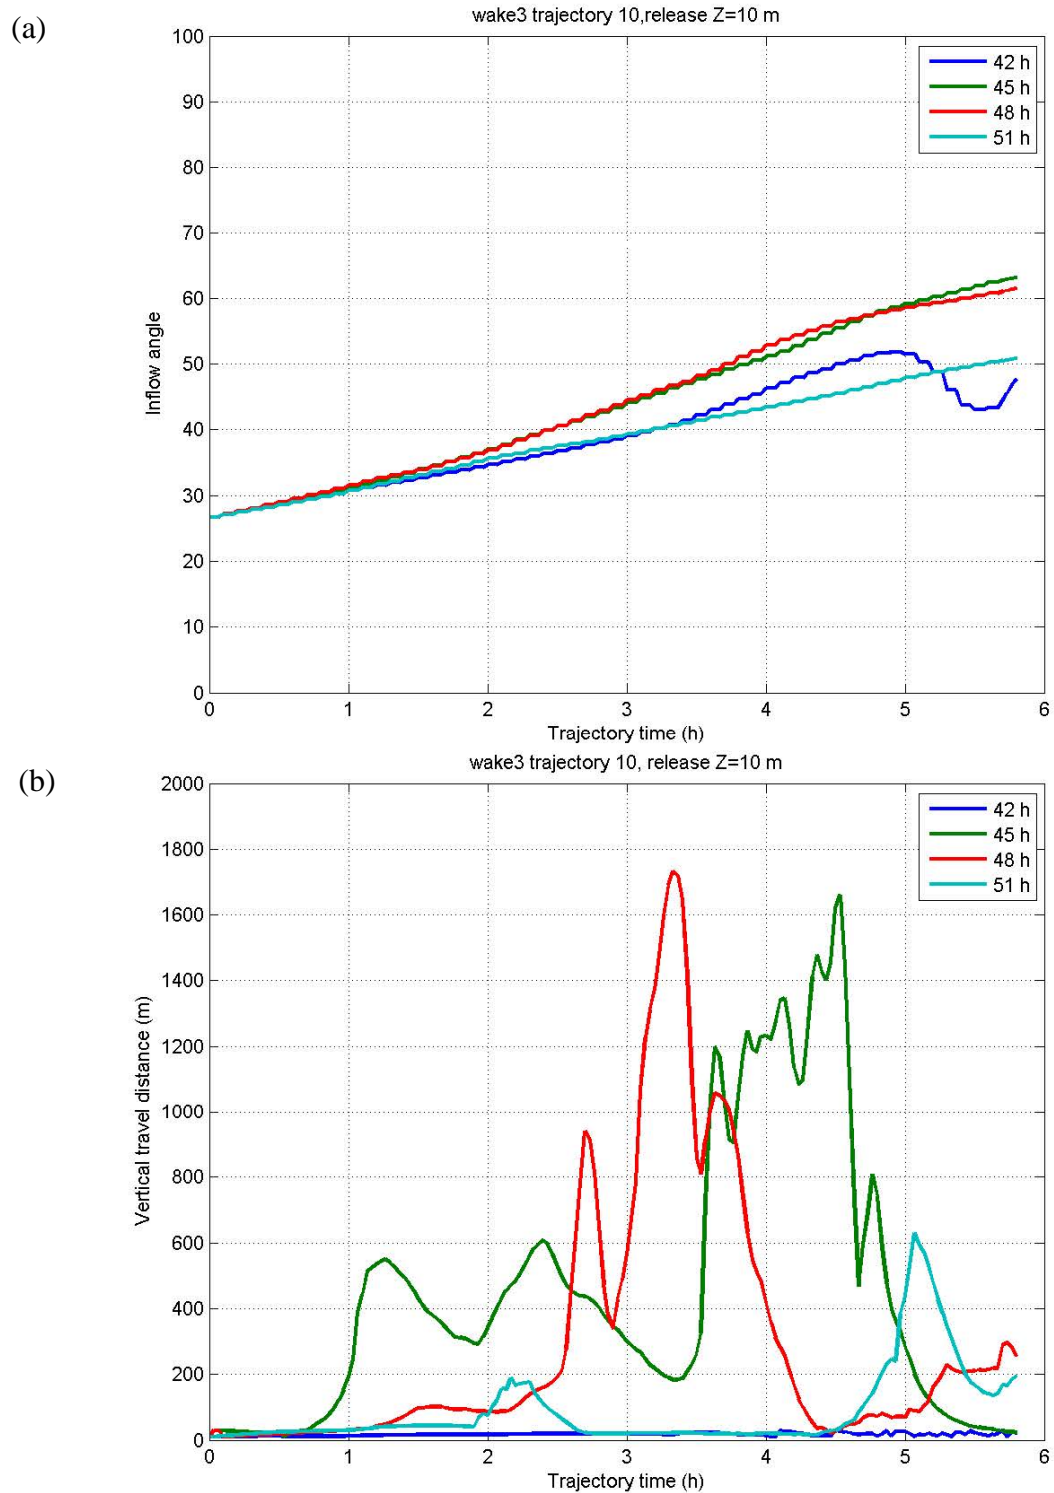 (a)
wake3 trajectory 10,release Z=10 m
100
90
80
70
60
50
40
30
20
10
0
Inflow angle
42 h
45 h
48 h
51 h
0 1 2 3 4 5 6
Trajectory time (h)
(b)
wake3 trajectory 10, release Z=10 m
2000
1800
1600
1400
1200
1000
800
600
400
200
0
Vertical travel distance (m)
42 h
45 h
48 h
51 h
0 1 2 3 4 5 6
Trajectory time (h)